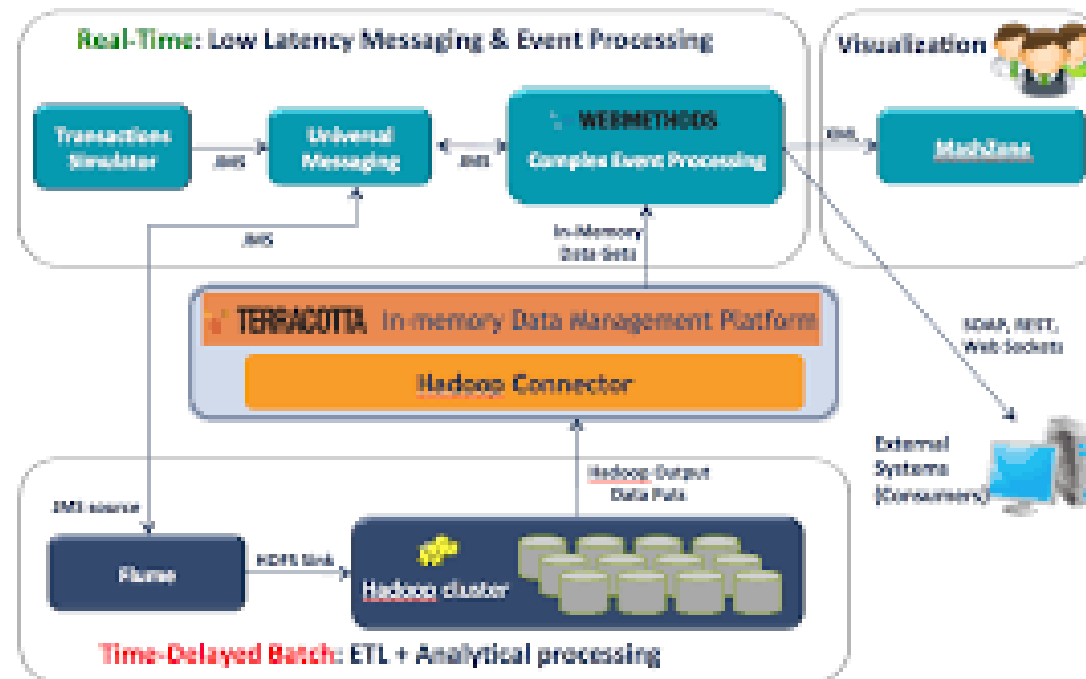 Real-Time: Low Latency Messaging & Event Processing
Visualization
Transactions
Simulator
JMS
Universal
Messaging
JMS
WEBMETHODS
Complex Event Processing
MashZone
JMS
In-Memory
Data Sets
TERRACOTTA In-memory Data Management Platform
Hadoop Connector
SOAP, REST,
Web Sockets
External
Systems
(Consumers)
Hadoop Output
Data Puts
JMS source
Flume
HDFS Sink
Hadoop cluster
Time-Delayed Batch: ETL + Analytical processing